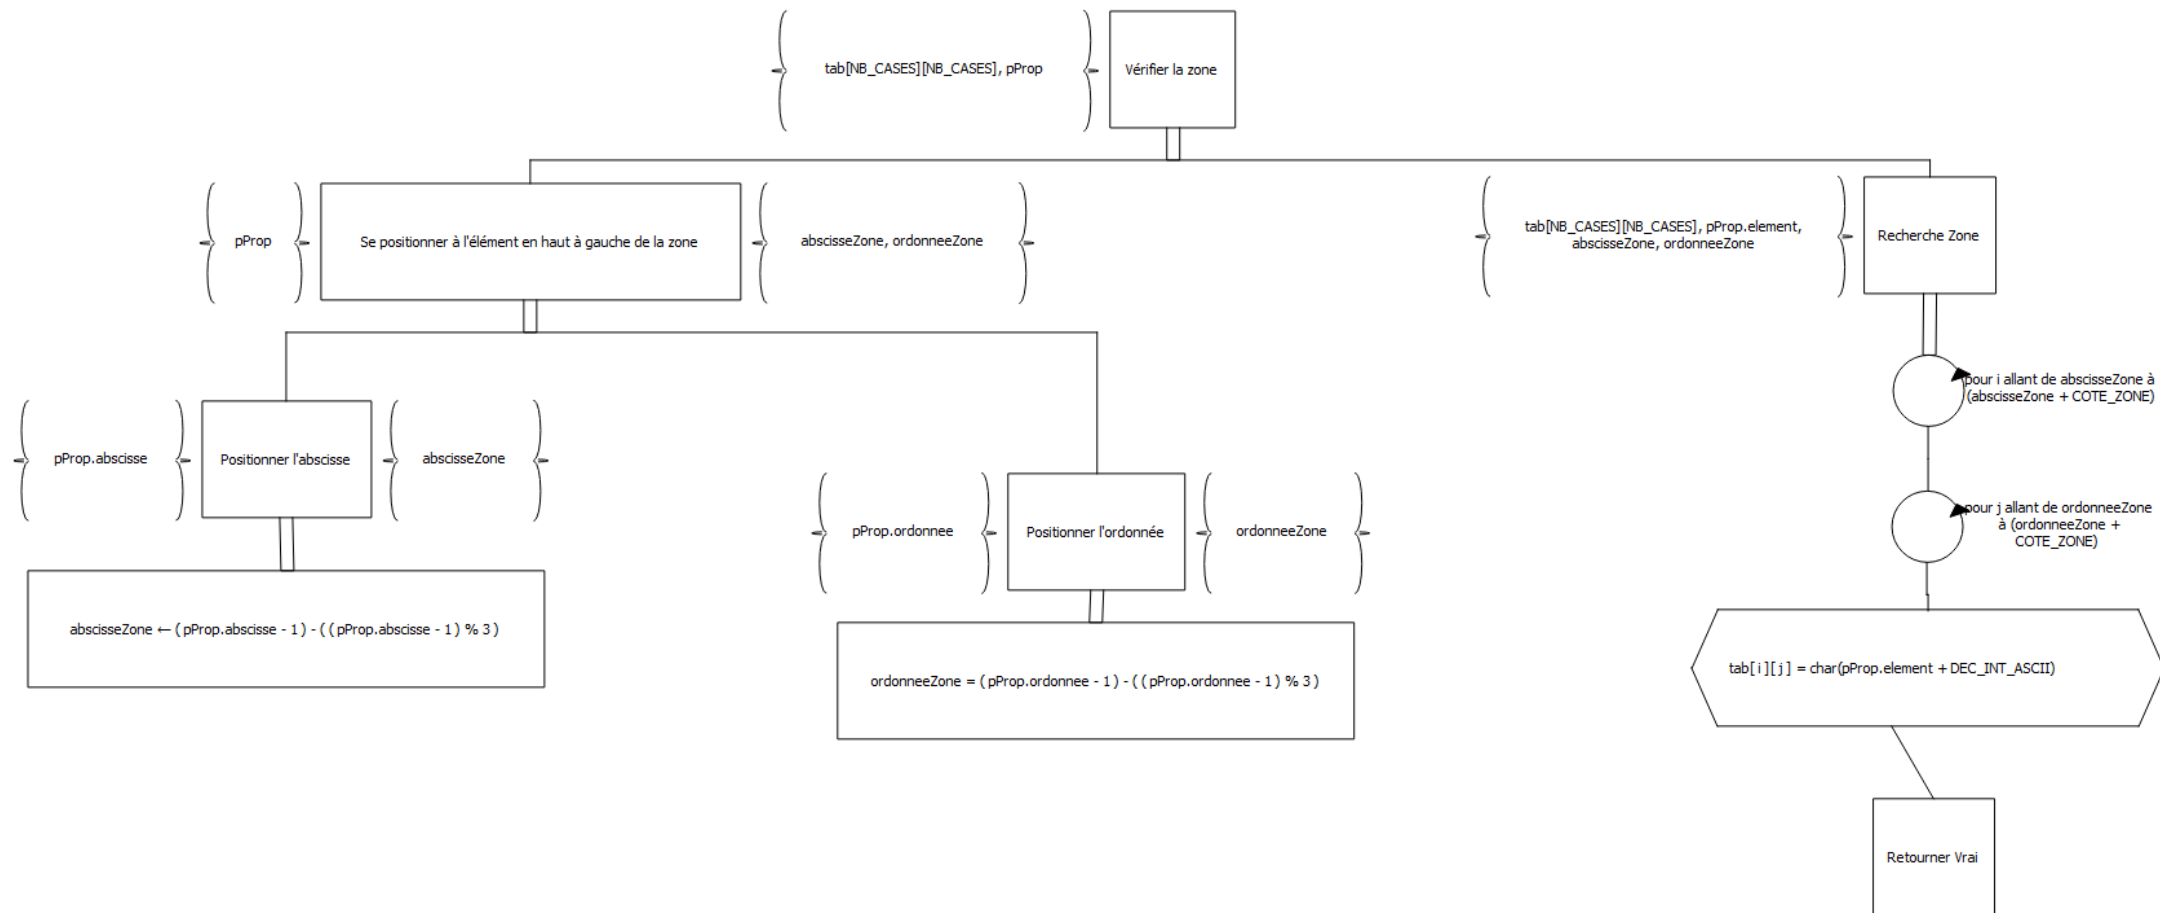 tab[NB_CASES][NB_CASES], pProp
Vérifier la zone
pProp
Se positionner à l'élément en haut à gauche de la zone
abscisseZone, ordonneeZone
tab[NB_CASES][NB_CASES], pProp.element,
abscisseZone, ordonneeZone
Recherche Zone
pour i allant de abscisseZone à
(abscisseZone + COTE_ZONE)
pProp.abscisse
Positionner l'abscisse
abscisseZone
pProp.ordonnee
Positionner l'ordonnée
ordonneeZone
pour j allant de ordonneeZone
à (ordonneeZone +
COTE_ZONE)
abscisseZone ← ( pProp.abscisse - 1 ) - ( ( pProp.abscisse - 1 ) % 3 )
ordonneeZone = ( pProp.ordonnee - 1 ) - ( ( pProp.ordonnee - 1 ) % 3 )
tab[ i ][ j ] = char(pProp.element + DEC_INT_ASCII)
Retourner Vrai